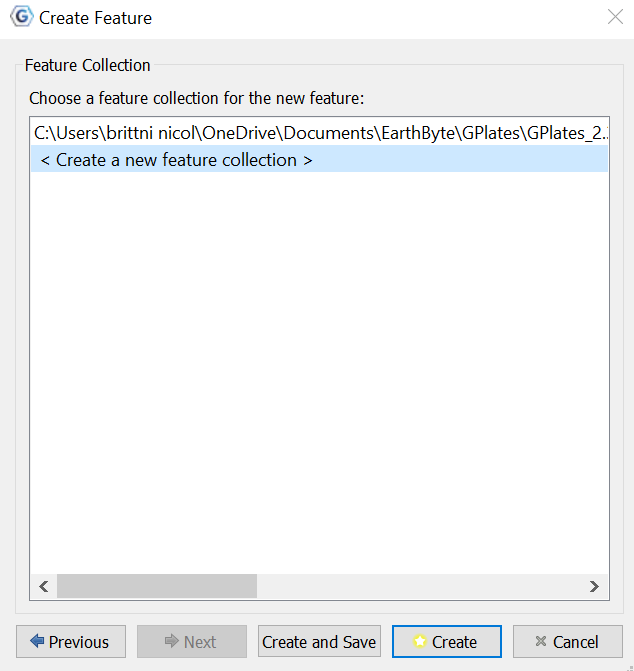 Create Feature
Feature Collection
Choose a feature collection for the new feature:
C:\Users\brittni nicol\OneDrive\Documents\EarthByte\GPlates\GPlates_2.
< Create a new feature collection >
Previous
Next
Create and Save
Create
Cancel